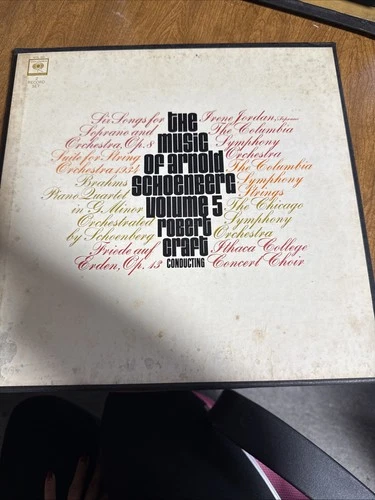 Six Songs for
Soprano and
Orchestra, Op. 8
Suite for String
Orchestra, 1934
Brahms
Piano Quartet
in G Minor
Orchestrated
by Schoenberg
Friede auf
Erden, Op. 13
the
music
of arnold
schoenberg
volume 5
robert
craft
CONDUCTING
Irene Jordan, Soprano
The Columbia
Symphony
Orchestra
The Columbia
Symphony
Strings
The Chicago
Symphony
Orchestra
Ithaca College
Concert Choir
RECORD
SET